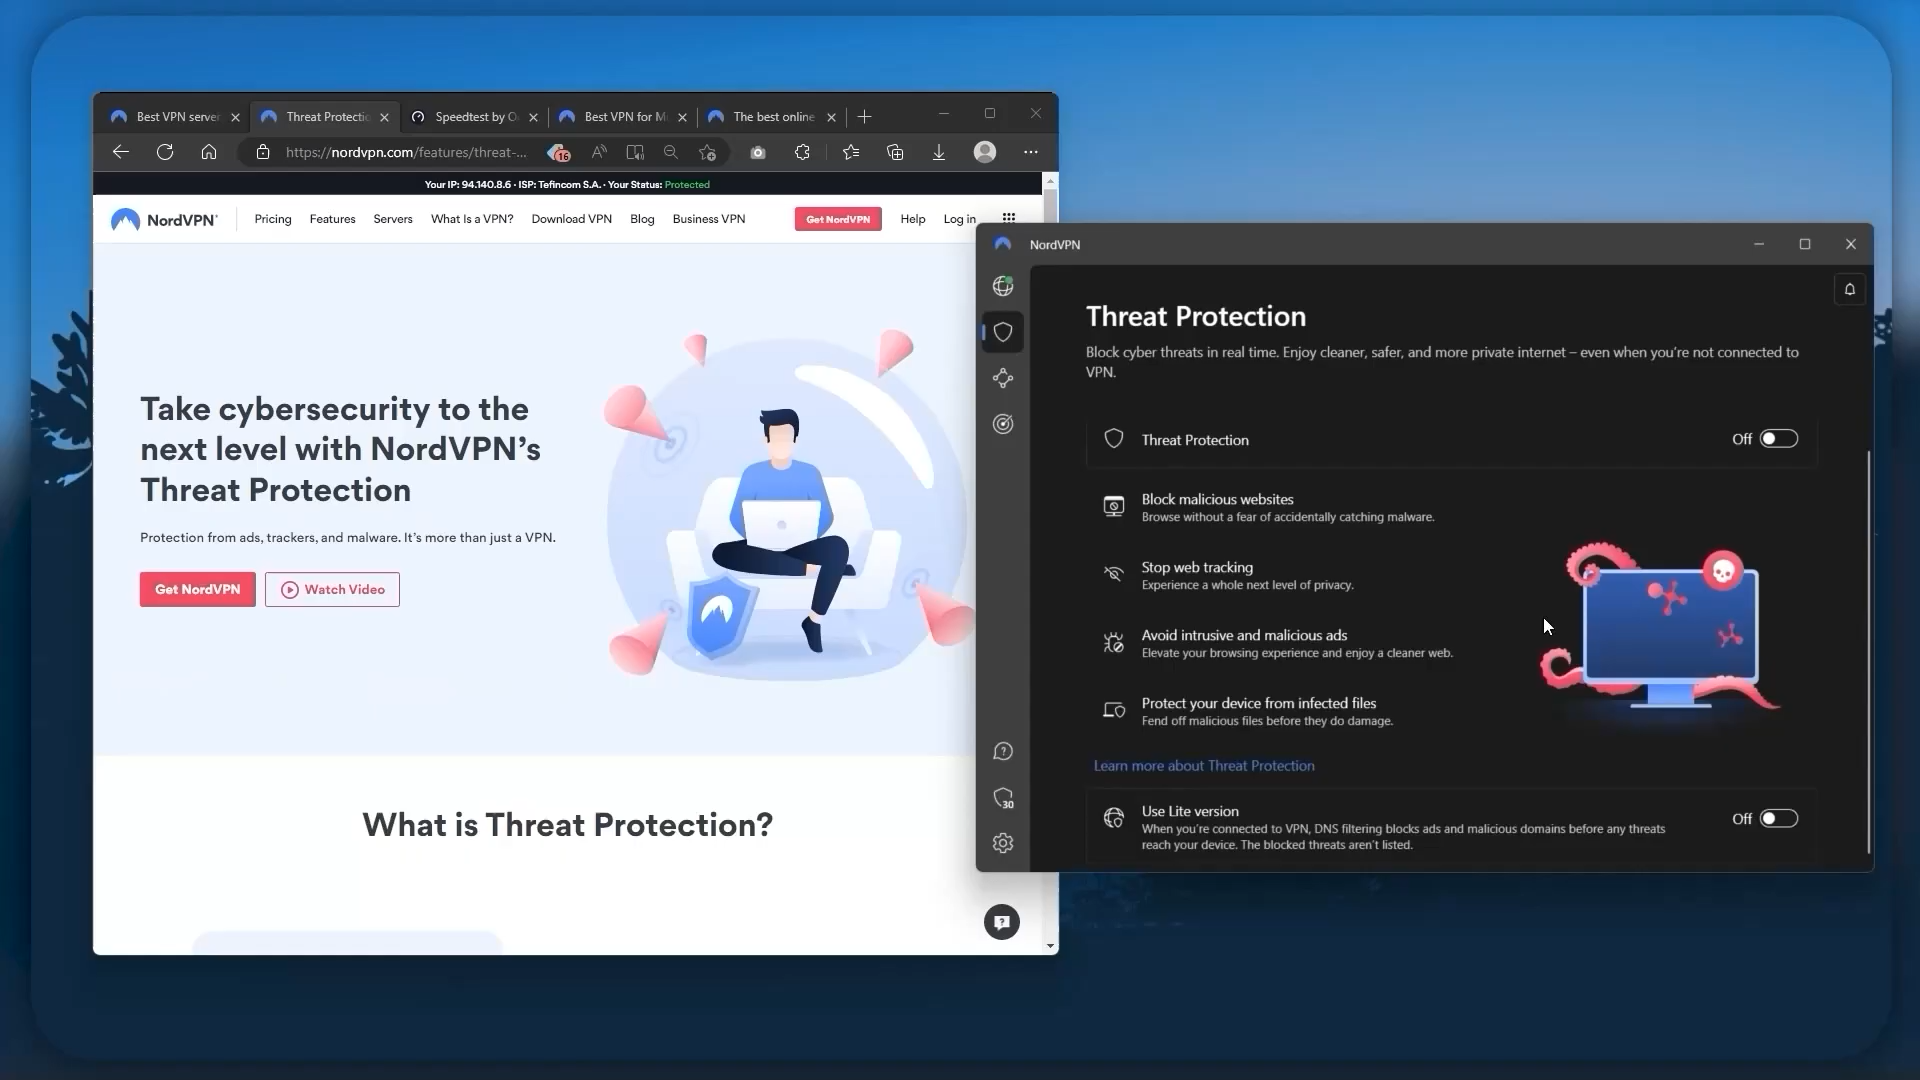 Best VPN server
Threat Protectio
Speedtest by O
Best VPN for M
The best online
https://nordvpn.com/features/threat-...
16
Your IP: 94.140.8.6 · ISP: Tefincom S.A. · Your Status: Protected
NordVPN®
Pricing
Features
Servers
What Is a VPN?
Download VPN
Blog
Business VPN
Get NordVPN
Help
Log in
Take cybersecurity to the
next level with NordVPN’s
Threat Protection
Protection from ads, trackers, and malware. It’s more than just a VPN.
Get NordVPN
Watch Video
What is Threat Protection?
NordVPN
Threat Protection
Block cyber threats in real time. Enjoy cleaner, safer, and more private internet – even when you’re not connected to
VPN.
Threat Protection
Off
Block malicious websites
Browse without a fear of accidentally catching malware.
Stop web tracking
Experience a whole next level of privacy.
Avoid intrusive and malicious ads
Elevate your browsing experience and enjoy a cleaner web.
Protect your device from infected files
Fend off malicious files before they do damage.
Learn more about Threat Protection
30
Use Lite version
Off
When you’re connected to VPN, DNS filtering blocks ads and malicious domains before any threats
reach your device. The blocked threats aren’t listed.